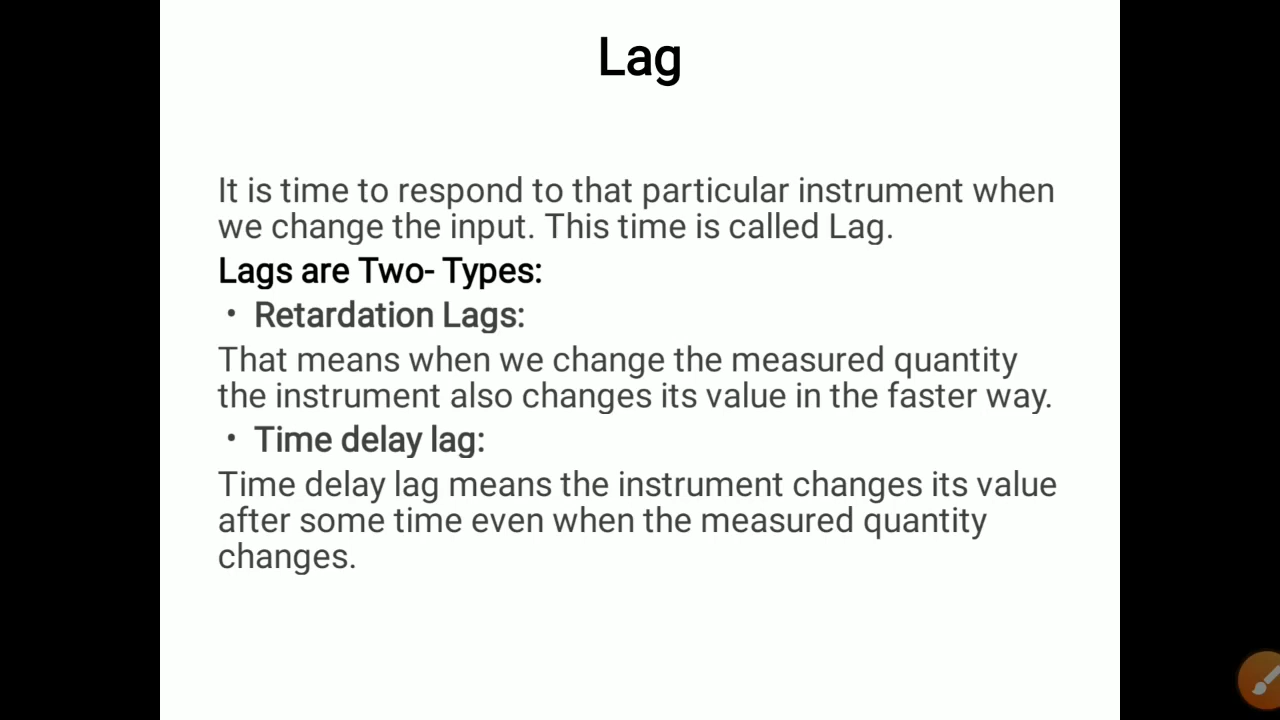 Lag
It is time to respond to that particular instrument when
we change the input. This time is called Lag.
Lags are Two- Types:
• Retardation Lags:
That means when we change the measured quantity
the instrument also changes its value in the faster way.
• Time delay lag:
Time delay lag means the instrument changes its value
after some time even when the measured quantity
changes.